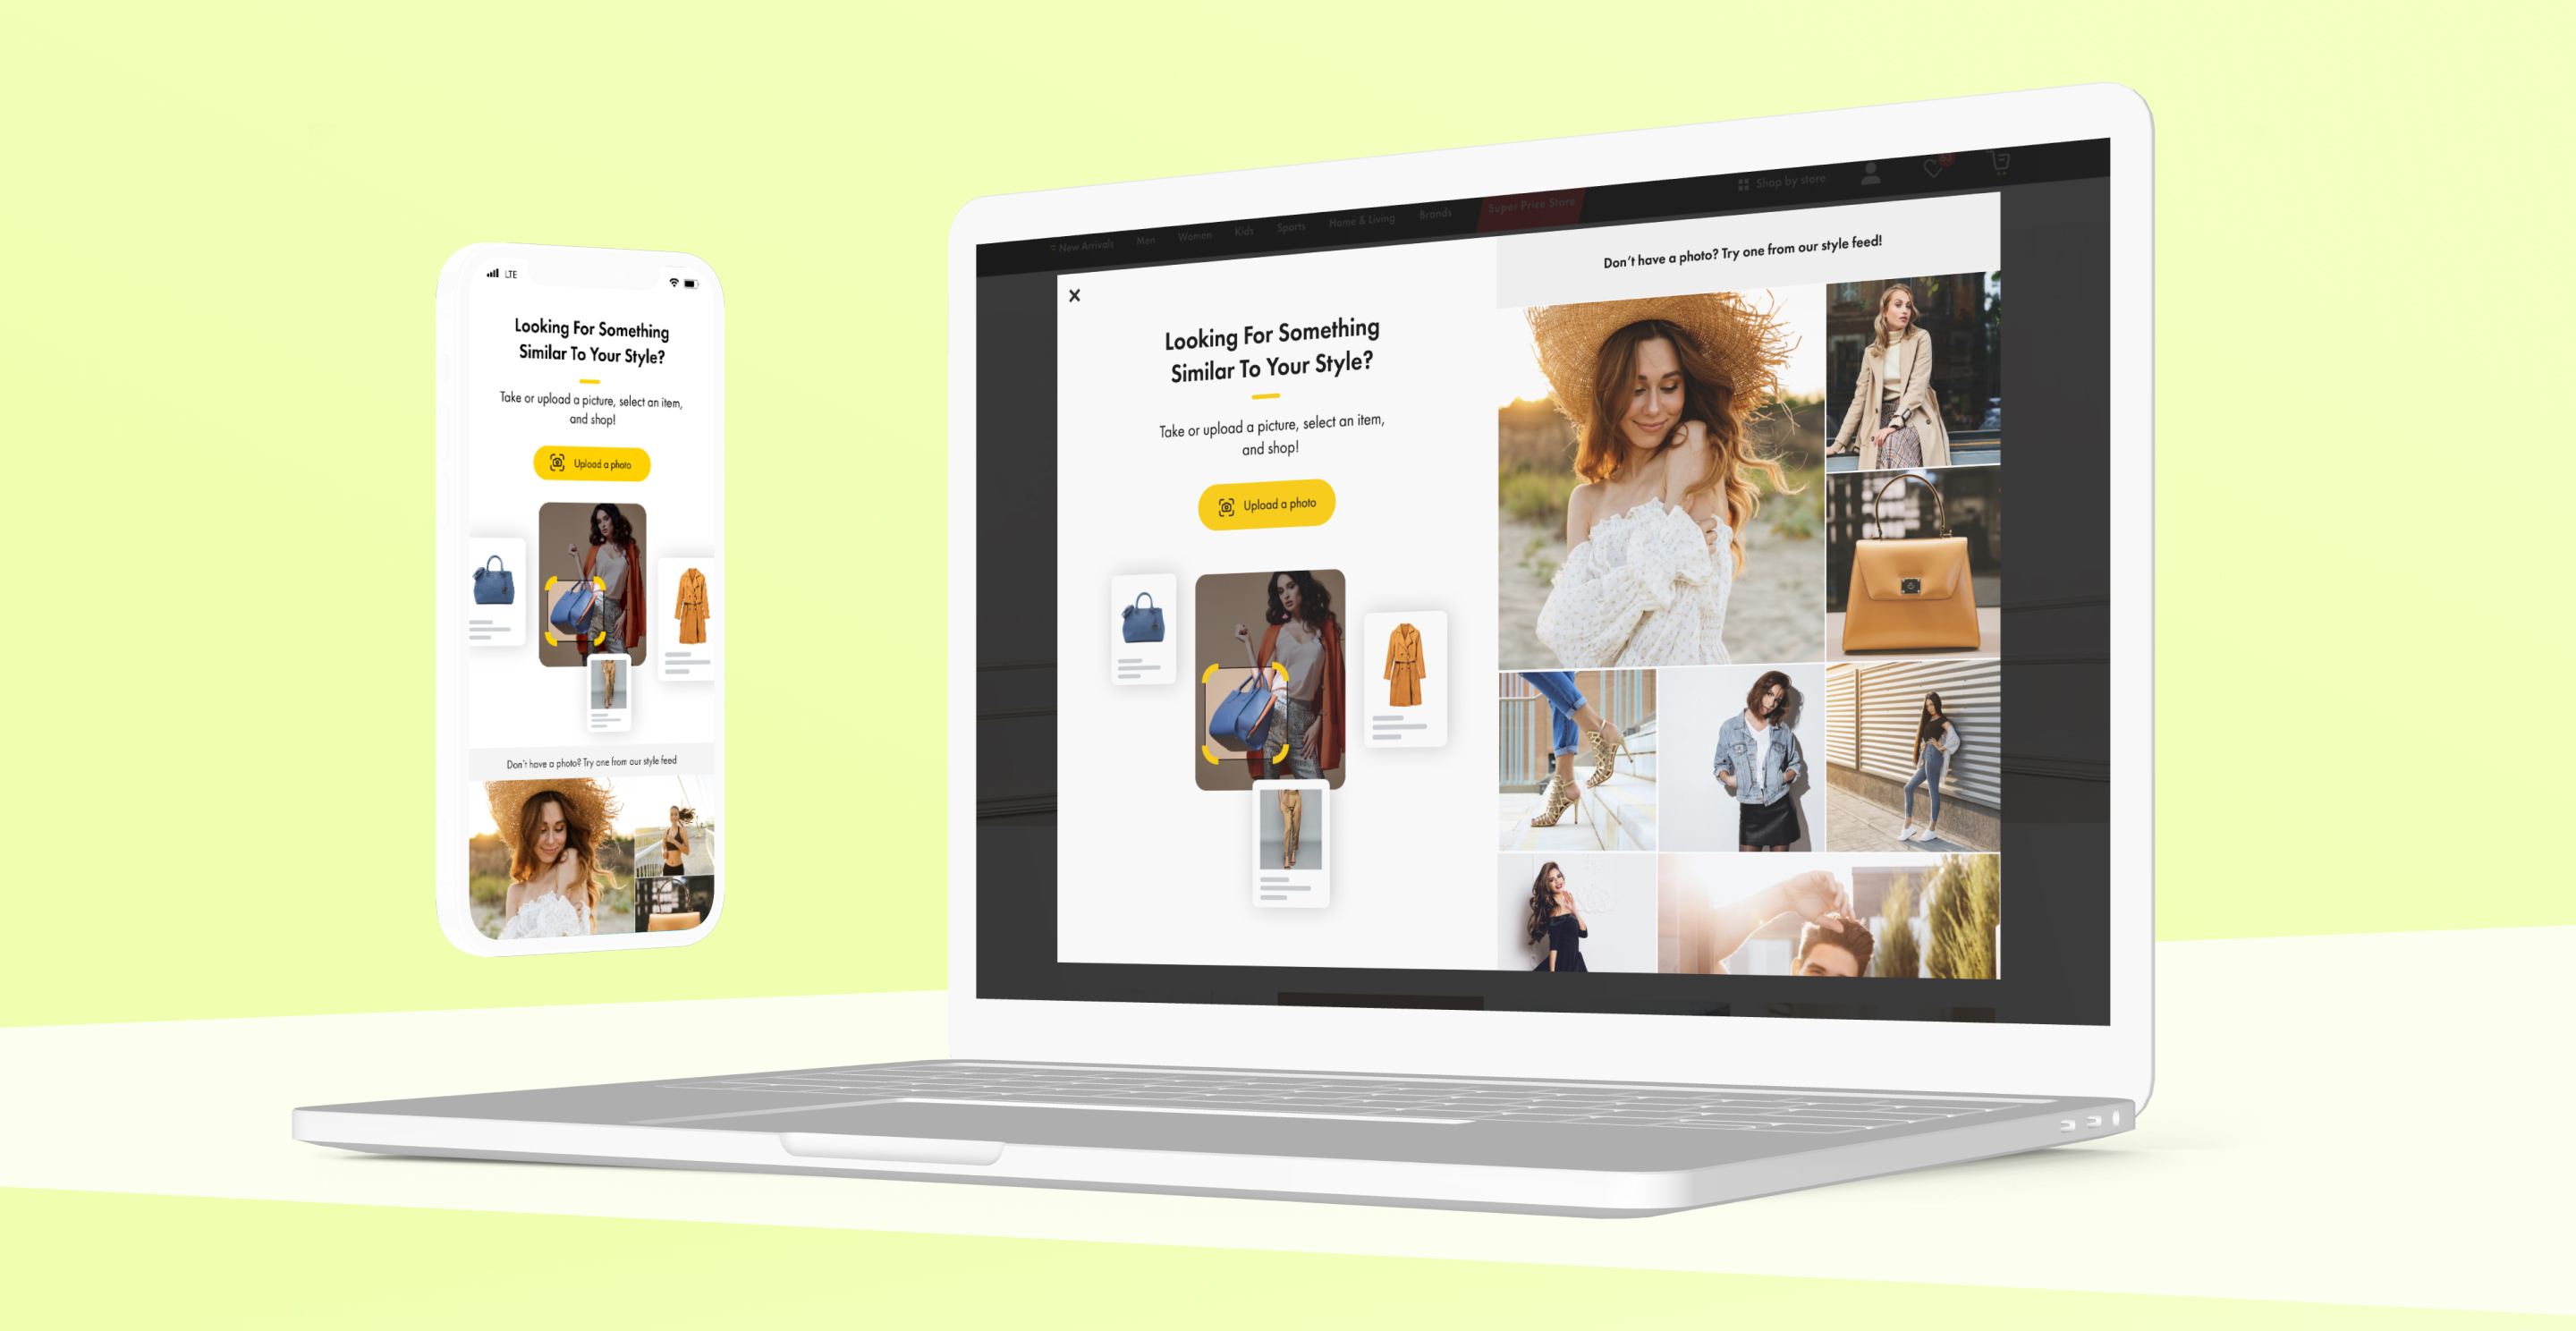 LTE
Looking For Something
Similar To Your Style?
Take or upload a picture, select an item,
and shop!
Upload a photo
Don't have a photo? Try one from our style feed
New Arrivals Men Women Kids Sports Home & Living Brands Super Price Store Shop by store
Looking For Something
Similar To Your Style?
Take or upload a picture, select an item,
and shop!
Upload a photo
Don't have a photo? Try one from our style feed!